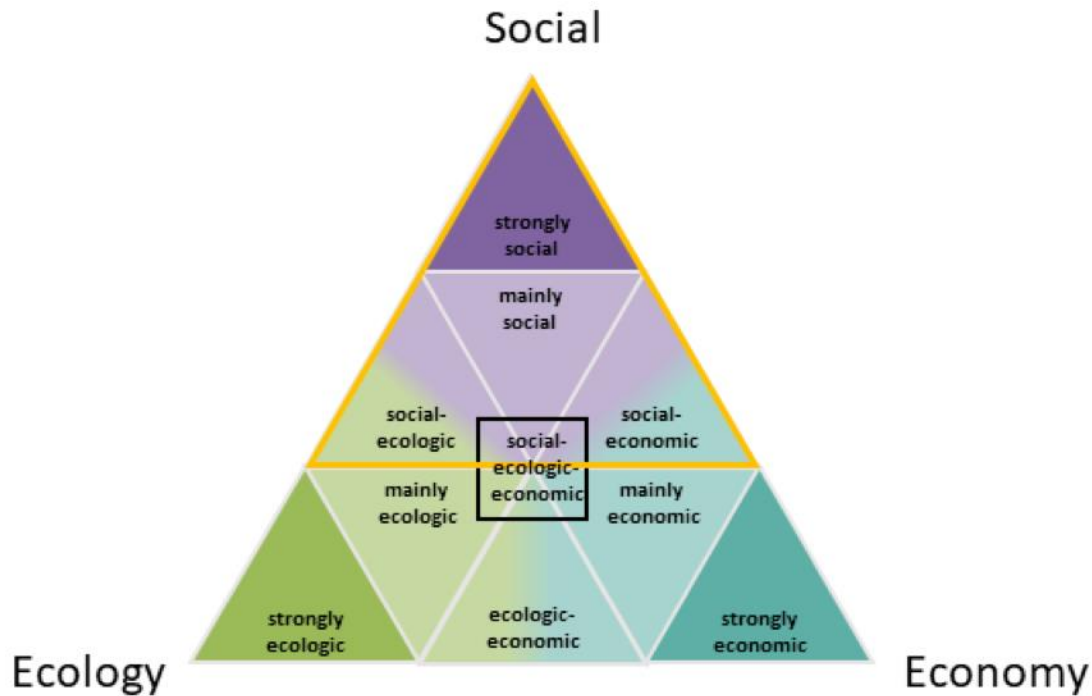 Social
strongly
social
mainly
social
social-
ecologic
social-
ecologic-
economic
social-
economic
mainly
ecologic
mainly
economic
strongly
ecologic
ecologic-
economic
strongly
economic
Ecology
Economy